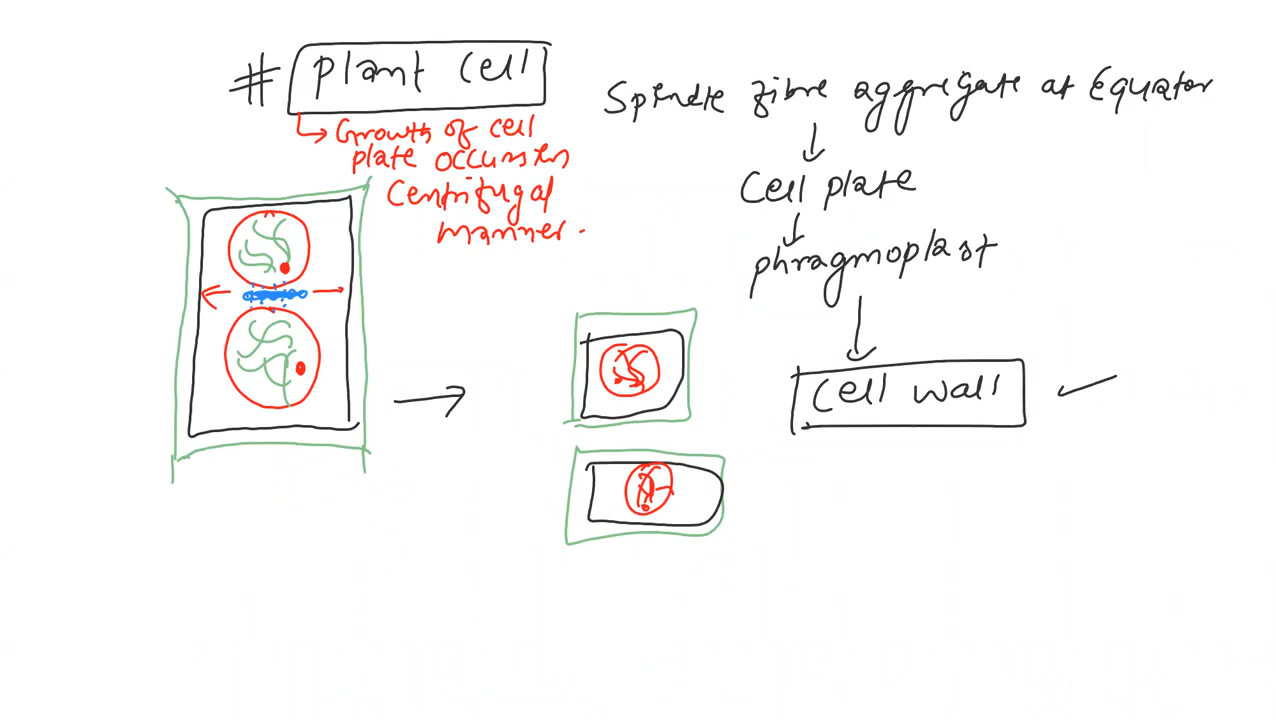 # plant cell
Growth of cell
plate occurs in
Centrifugal
manner.
Spindle fibre aggregate at Equator
Cell plate
phragmoplast
Cell wall